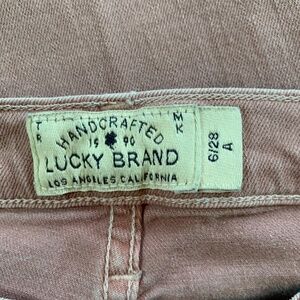 TR MK
HANDCRAFTED
19 90
LUCKY BRAND
LOS ANGELES CALIFORNIA
6/28
A